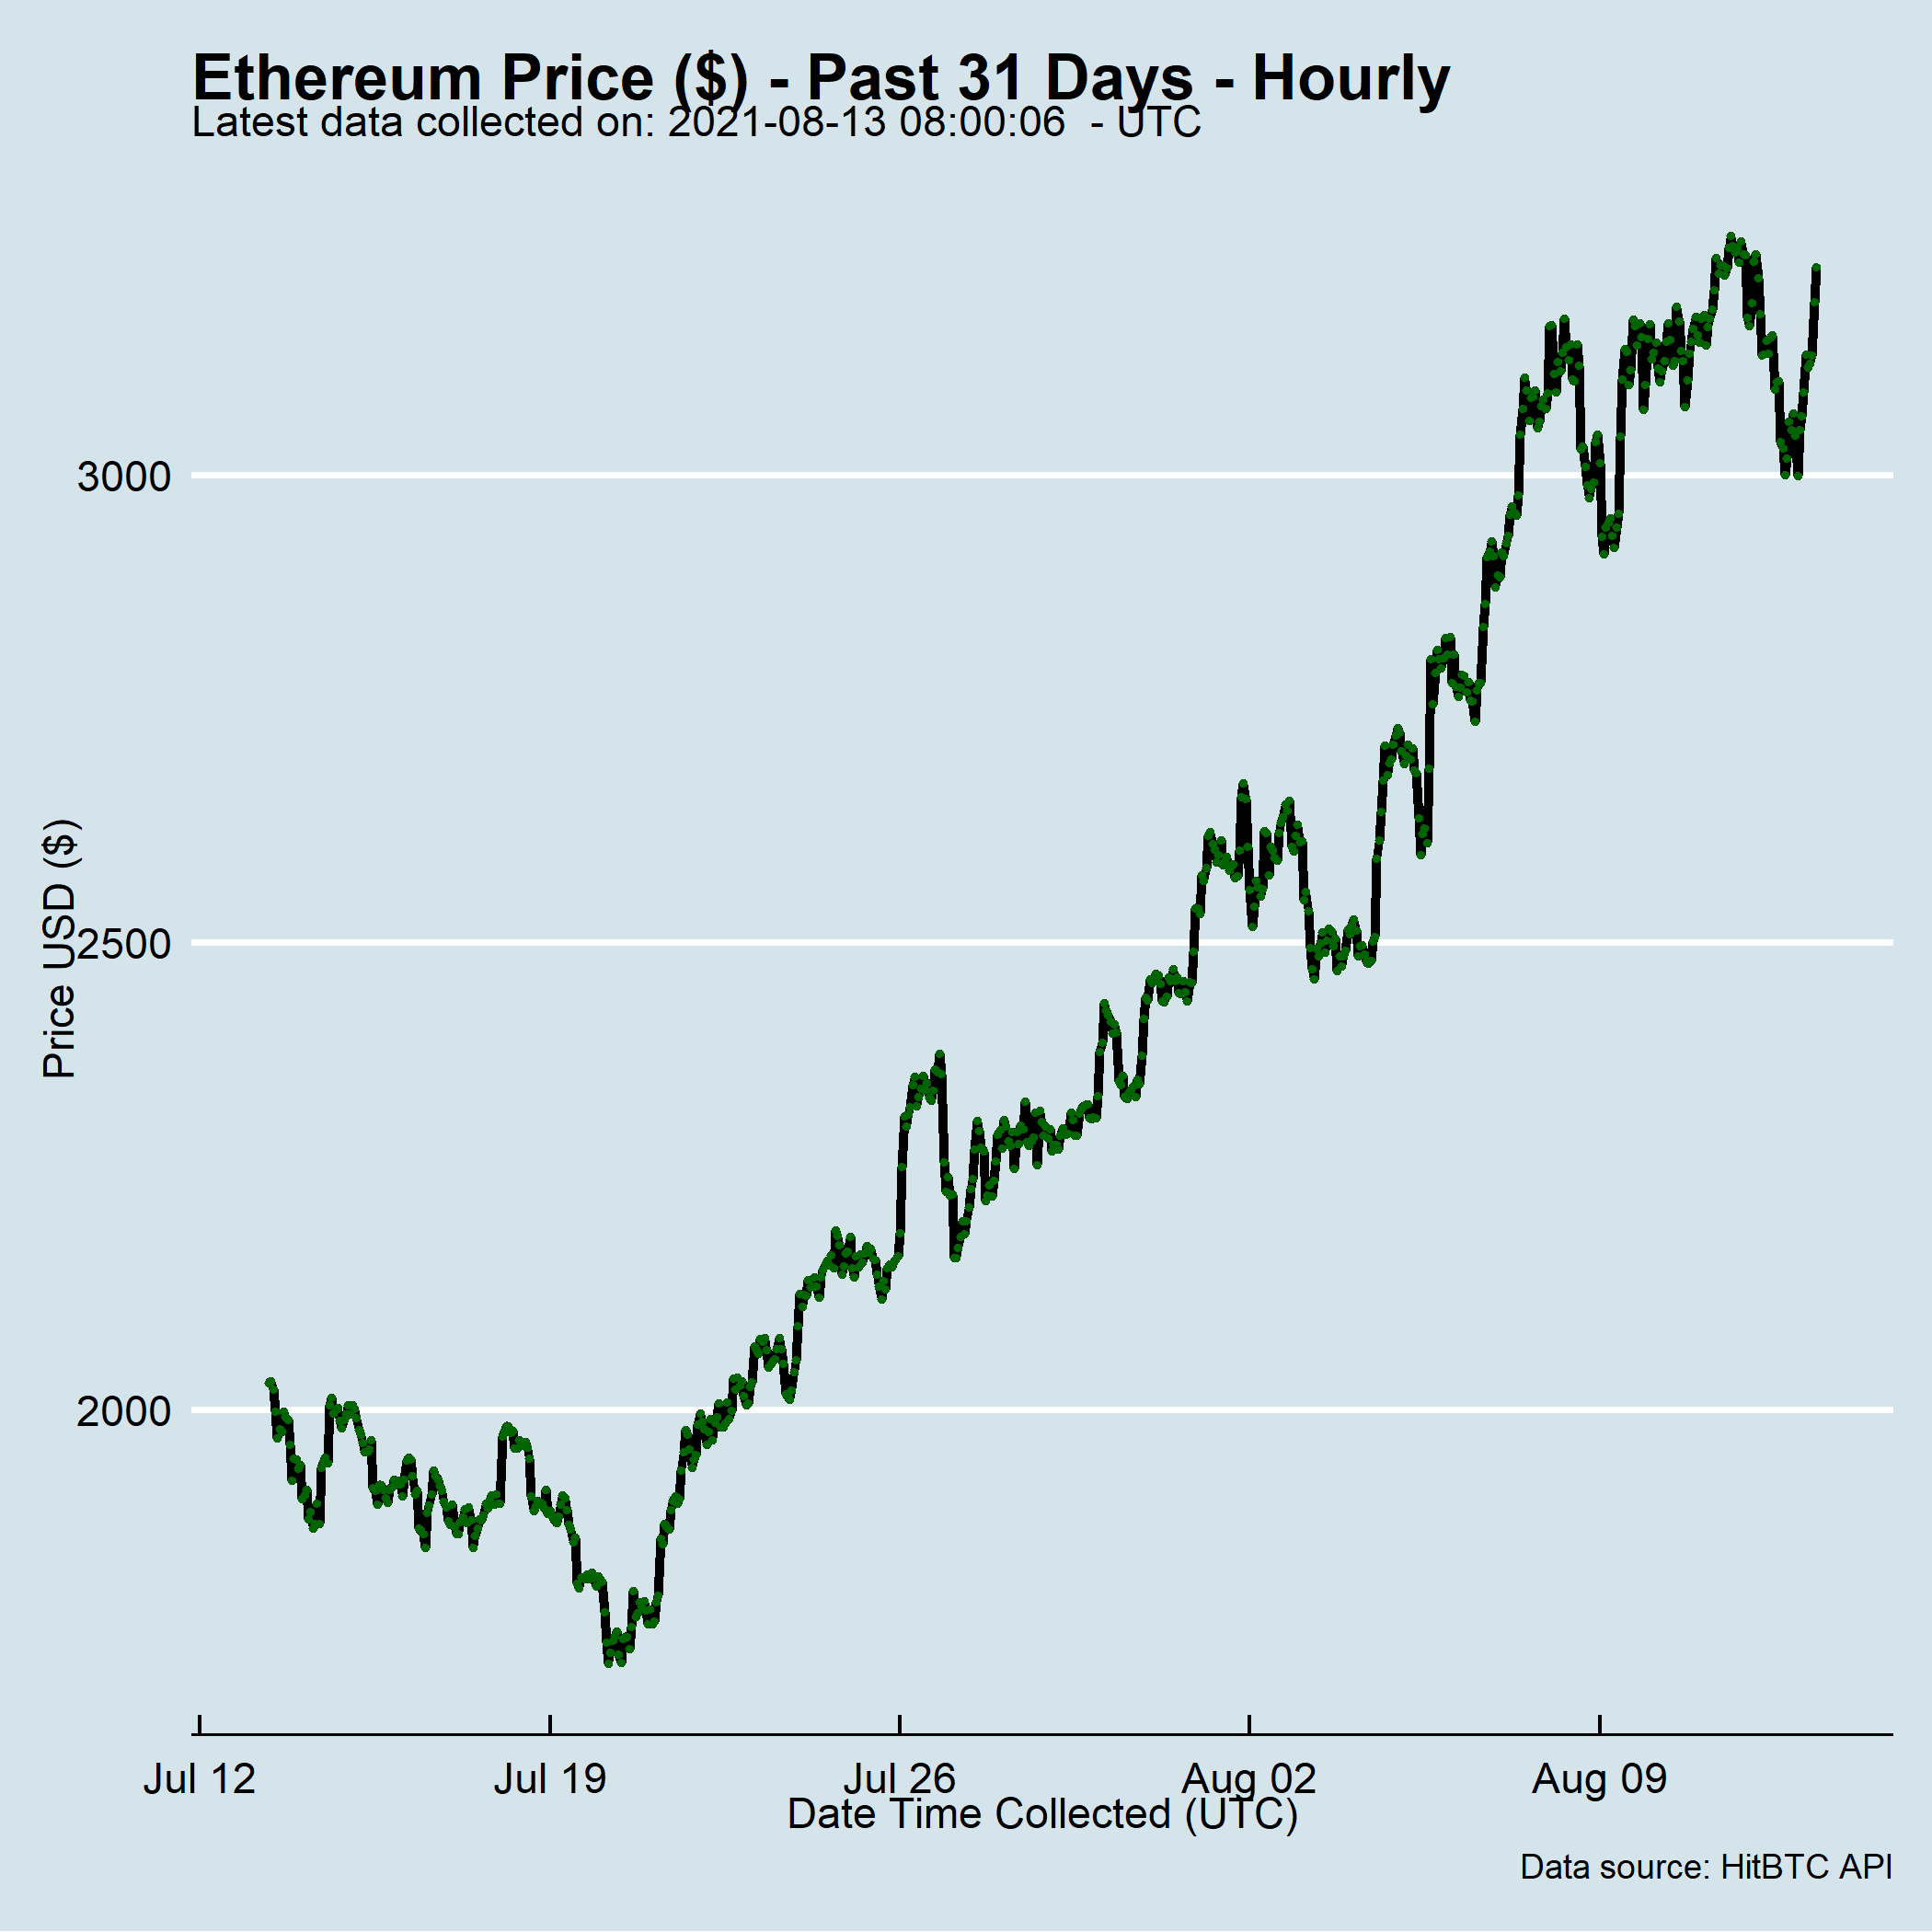 Ethereum Price ($) - Past 31 Days - Hourly
Latest data collected on: 2021-08-13 08:00:06  - UTC
3000
2500
2000
Price USD ($)
Jul 12
Jul 19
Jul 26
Aug 02
Aug 09
Date Time Collected (UTC)
Data source: HitBTC API